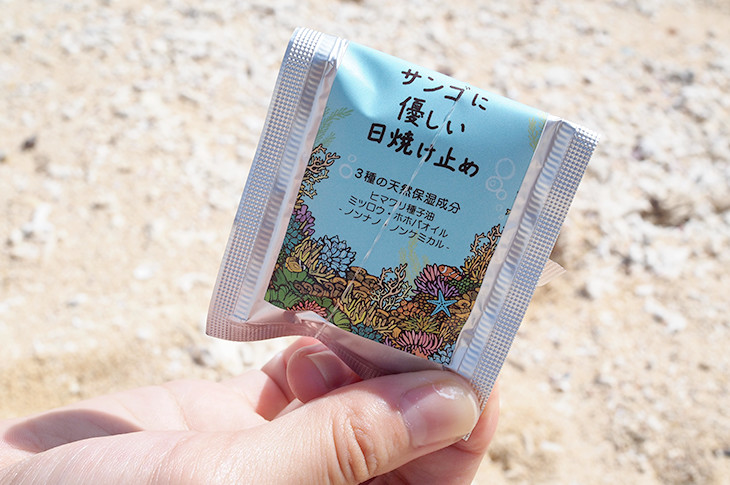 サンゴに
優しい
日焼け止め
3種の天然保湿成分
ヒマワリ種子油
ミツロウ・ホホバオイル
-ノンナノ・ノンケミカル-